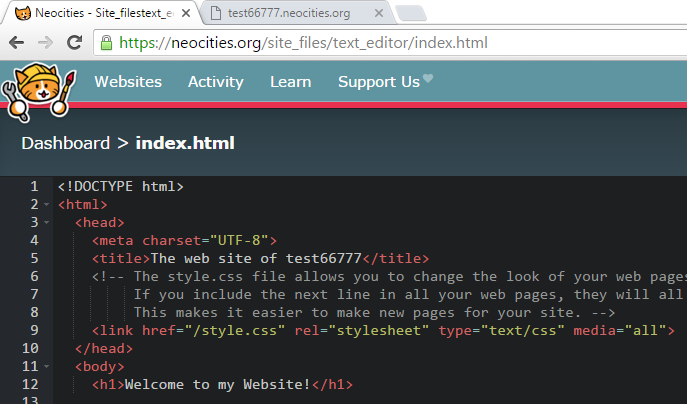 Neocities - Site_filestext_e
test66777.neocities.org
https://neocities.org/site_files/text_editor/index.html
Websites Activity Learn Support Us
Dashboard > index.html
1 <!DOCTYPE html>
2 <html>
3 <head>
4 <meta charset="UTF-8">
5 <title>The web site of test66777</title>
6 <!-- The style.css file allows you to change the look of your web pages
7 If you include the next line in all your web pages, they will all
8 This makes it easier to make new pages for your site. -->
9 <link href="/style.css" rel="stylesheet" type="text/css" media="all">
10 </head>
11 <body>
12 <h1>Welcome to my Website!</h1>
13